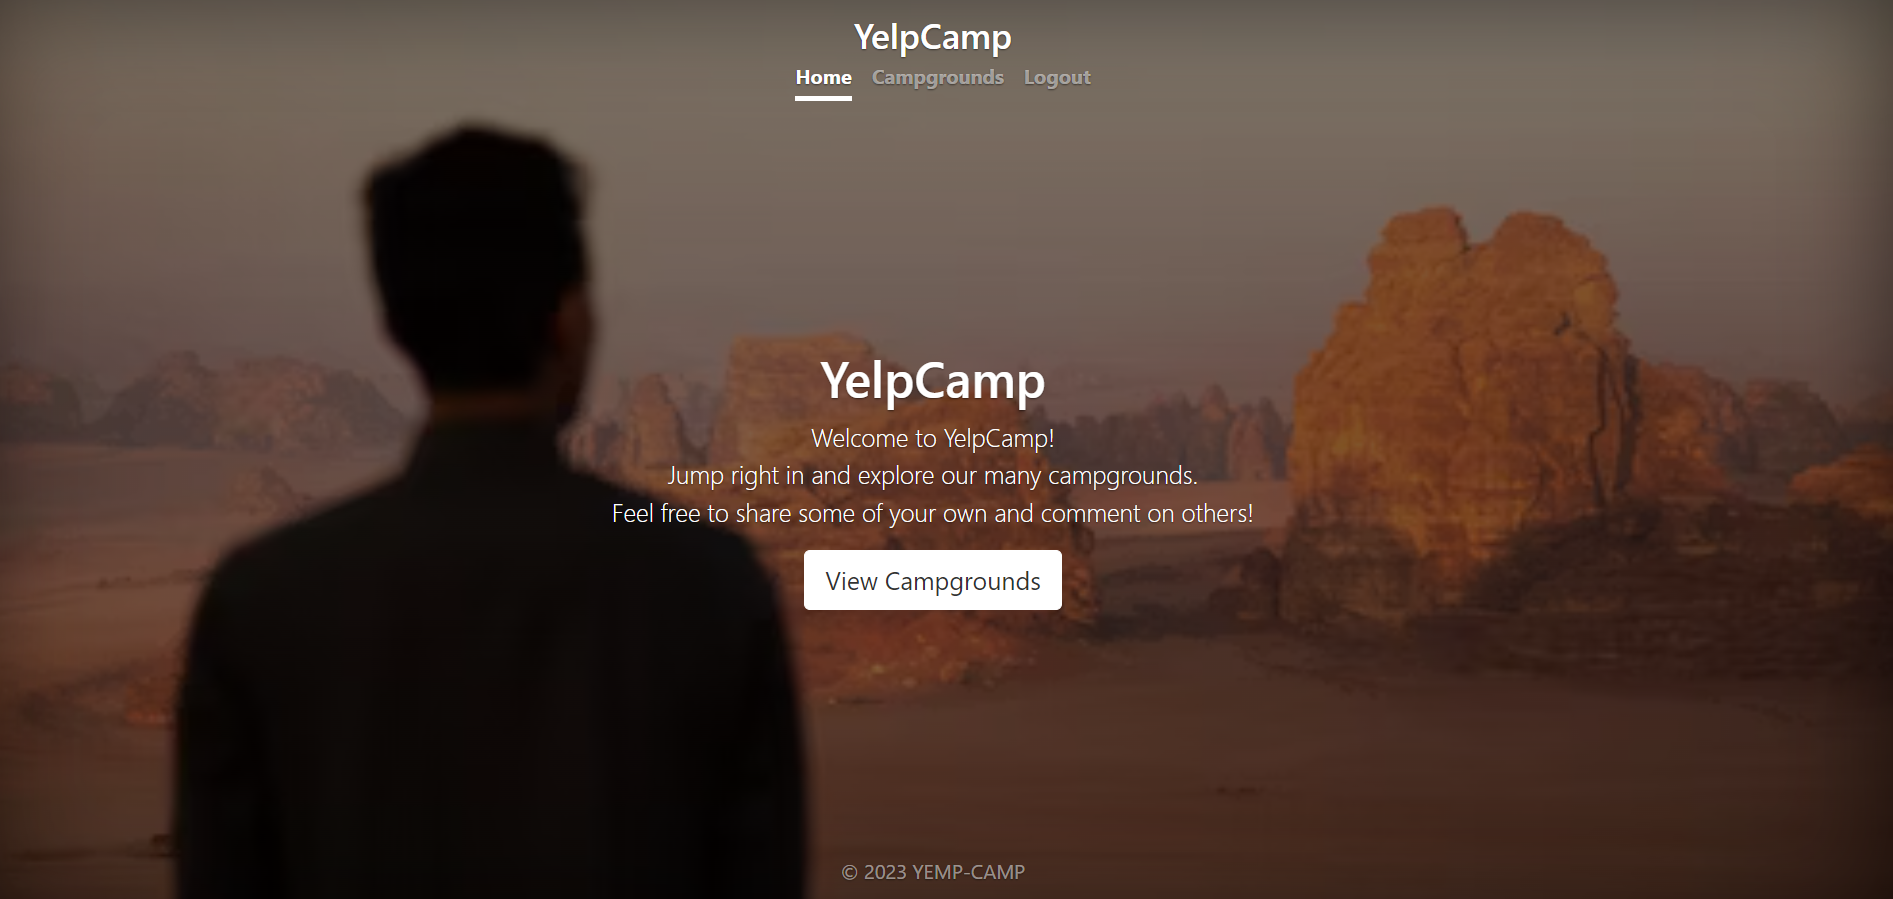 YelpCamp
Home Campgrounds Logout
YelpCamp
Welcome to YelpCamp!
Jump right in and explore our many campgrounds.
Feel free to share some of your own and comment on others!
View Campgrounds
© 2023 YEMP-CAMP